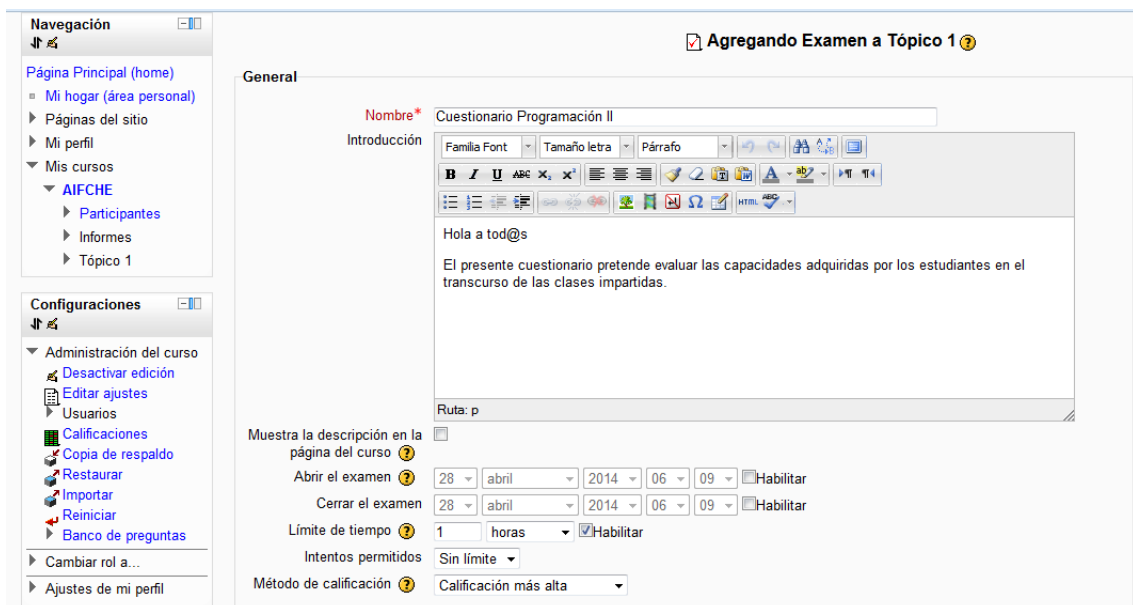 Navegación
Página Principal (home)
Mi hogar (área personal)
Páginas del sitio
Mi perfil
Mis cursos
AIFCHE
Participantes
Informes
Tópico 1
Configuraciones
Administración del curso
Desactivar edición
Editar ajustes
Usuarios
Calificaciones
Copia de respaldo
Restaurar
Importar
Reiniciar
Banco de preguntas
Cambiar rol a...
Ajustes de mi perfil
Agregando Examen a Tópico 1
General
Nombre* Cuestionario Programación II
Introducción
Familia Font Tamaño letra Párrafo
B I U ABC X₂ X² A ab
Ω HTML ABC
Hola a tod@s
El presente cuestionario pretende evaluar las capacidades adquiridas por los estudiantes en el
transcurso de las clases impartidas.
Ruta: p
Muestra la descripción en la
página del curso
Abrir el examen 28 abril 2014 06 09 Habilitar
Cerrar el examen 28 abril 2014 06 09 Habilitar
Límite de tiempo 1 horas Habilitar
Intentos permitidos Sin límite
Método de calificación Calificación más alta